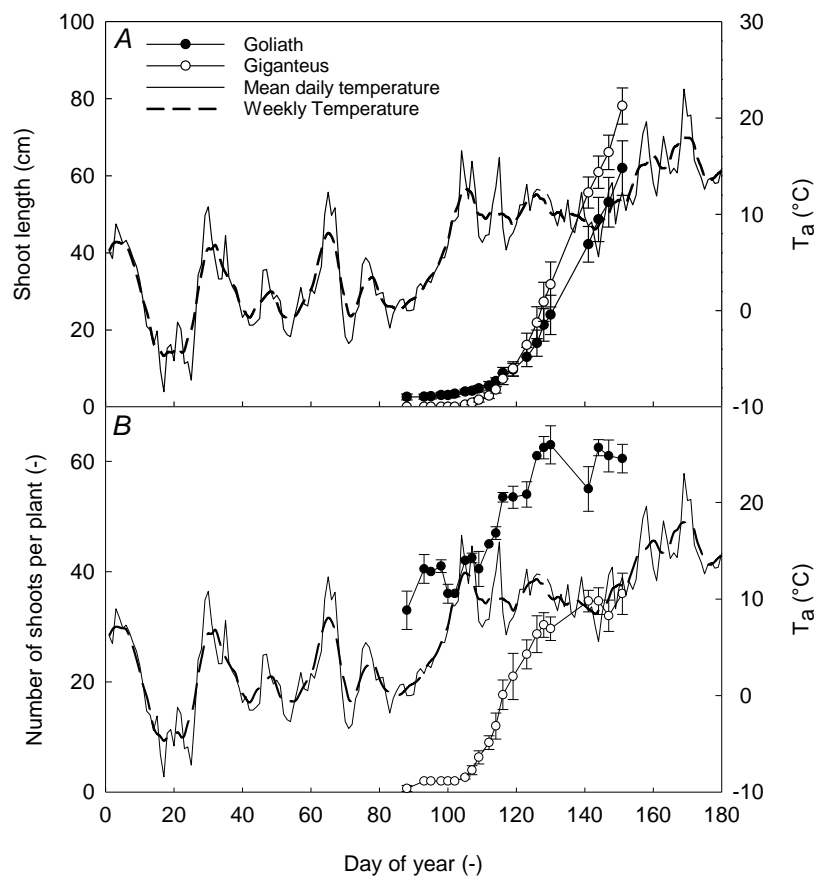 A
Goliath
Giganteus
Mean daily temperature
Weekly Temperature
100
80
60
40
20
0
Shoot length (cm)
30
20
10
0
-10
Ta (°C)
B
60
40
20
0
Number of shoots per plant (-)
20
10
0
-10
Ta (°C)
0 20 40 60 80 100 120 140 160 180
Day of year (-)